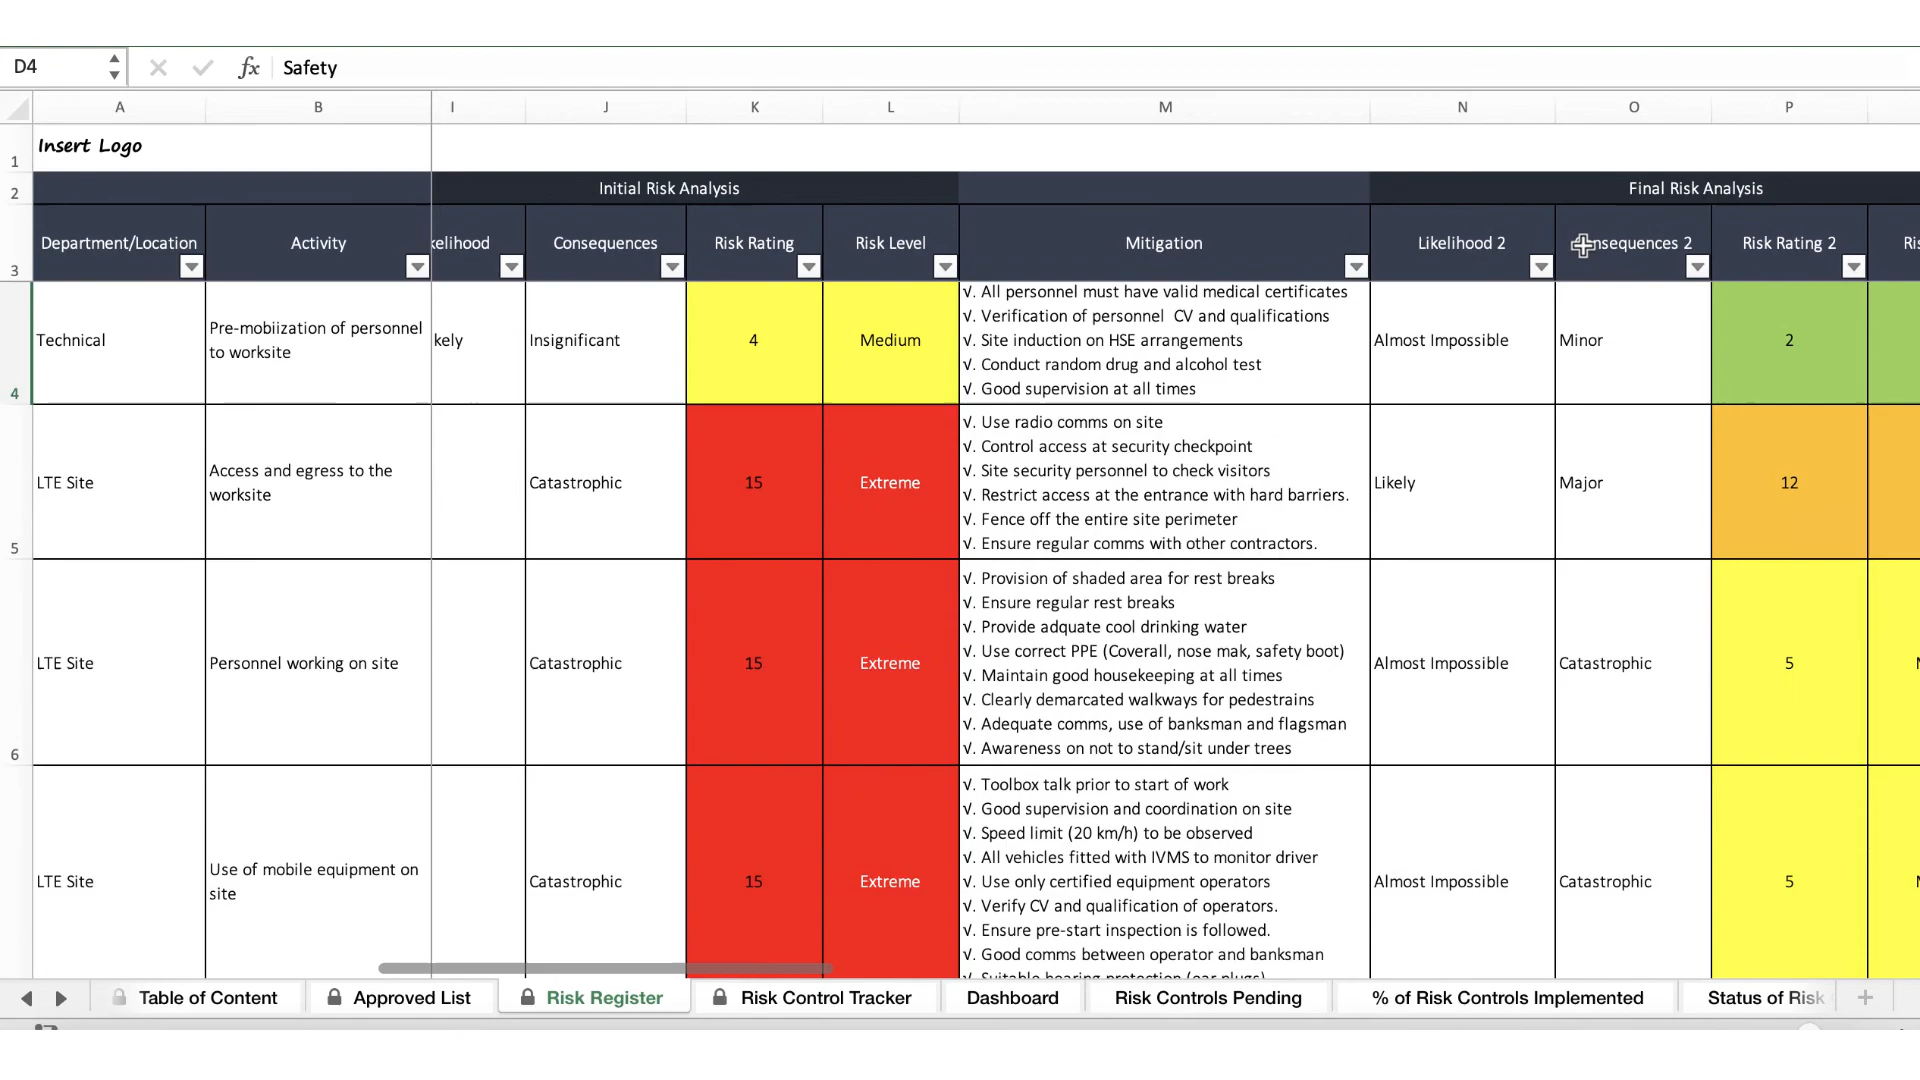 D4 fx Safety
A B I J K L M N O P
1 Insert Logo
2 Initial Risk Analysis Final Risk Analysis
3 Department/Location Activity kelihood Consequences Risk Rating Risk Level Mitigation Likelihood 2 nsequences 2 Risk Rating 2 Ris
√. All personnel must have valid medical certificates
√. Verification of personnel CV and qualifications
4 Technical Pre-mobiization of personnel to worksite kely Insignificant 4 Medium √. Site induction on HSE arrangements Almost Impossible Minor 2
√. Conduct random drug and alcohol test
√. Good supervision at all times
√. Use radio comms on site
√. Control access at security checkpoint
5 LTE Site Access and egress to the worksite Catastrophic 15 Extreme √. Site security personnel to check visitors Likely Major 12
√. Restrict access at the entrance with hard barriers.
√. Fence off the entire site perimeter
√. Ensure regular comms with other contractors.
√. Provision of shaded area for rest breaks
√. Ensure regular rest breaks
√. Provide adquate cool drinking water
6 LTE Site Personnel working on site Catastrophic 15 Extreme √. Use correct PPE (Coverall, nose mak, safety boot) Almost Impossible Catastrophic 5
√. Maintain good housekeeping at all times
√. Clearly demarcated walkways for pedestrains
√. Adequate comms, use of banksman and flagsman
√. Awareness on not to stand/sit under trees
√. Toolbox talk prior to start of work
√. Good supervision and coordination on site
√. Speed limit (20 km/h) to be observed
√. All vehicles fitted with IVMS to monitor driver
LTE Site Use of mobile equipment on site Catastrophic 15 Extreme √. Use only certified equipment operators Almost Impossible Catastrophic 5
√. Verify CV and qualification of operators.
√. Ensure pre-start inspection is followed.
√. Good comms between operator and banksman
√. Suitable hearing protection (ear plugs)
Table of Content Approved List Risk Register Risk Control Tracker Dashboard Risk Controls Pending % of Risk Controls Implemented Status of Risk